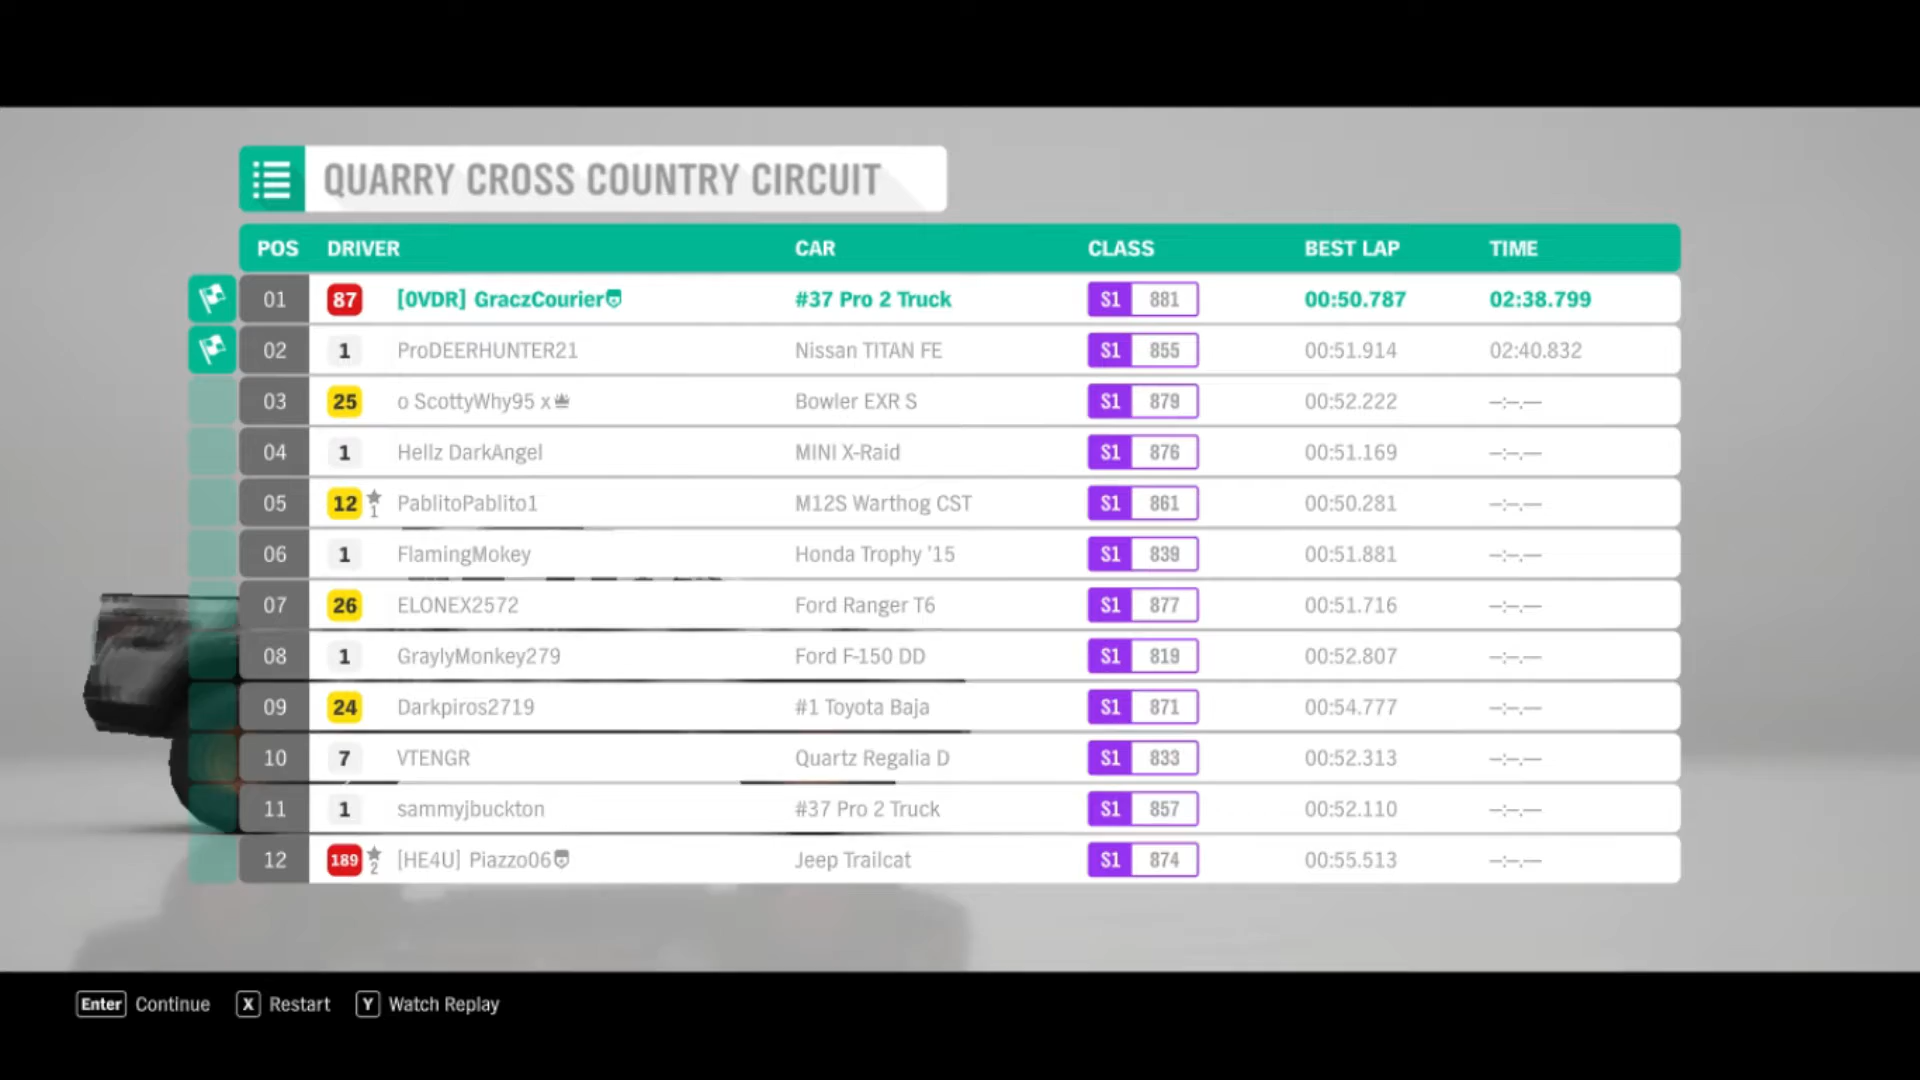 QUARRY CROSS COUNTRY CIRCUIT
POS DRIVER CAR CLASS BEST LAP TIME
01 87 [0VDR] GraczCourier #37 Pro 2 Truck S1 881 00:50.787 02:38.799
02 1 ProDEERHUNTER21 Nissan TITAN FE S1 855 00:51.914 02:40.832
03 25 o ScottyWhy95 x Bowler EXR S S1 879 00:52.222 --:--.---
04 1 Hellz DarkAngel MINI X-Raid S1 876 00:51.169 --:--.---
05 12 1 PablitoPablito1 M12S Warthog CST S1 861 00:50.281 --:--.---
06 1 FlamingMokey Honda Trophy '15 S1 839 00:51.881 --:--.---
07 26 ELONEX2572 Ford Ranger T6 S1 877 00:51.716 --:--.---
08 1 GraylyMonkey279 Ford F-150 DD S1 819 00:52.807 --:--.---
09 24 Darkpiros2719 #1 Toyota Baja S1 871 00:54.777 --:--.---
10 7 VTENGR Quartz Regalia D S1 833 00:52.313 --:--.---
11 1 sammyjbuckton #37 Pro 2 Truck S1 857 00:52.110 --:--.---
12 189 2 [HE4U] Piazzo06 Jeep Trailcat S1 874 00:55.513 --:--.---
Enter Continue X Restart Y Watch Replay